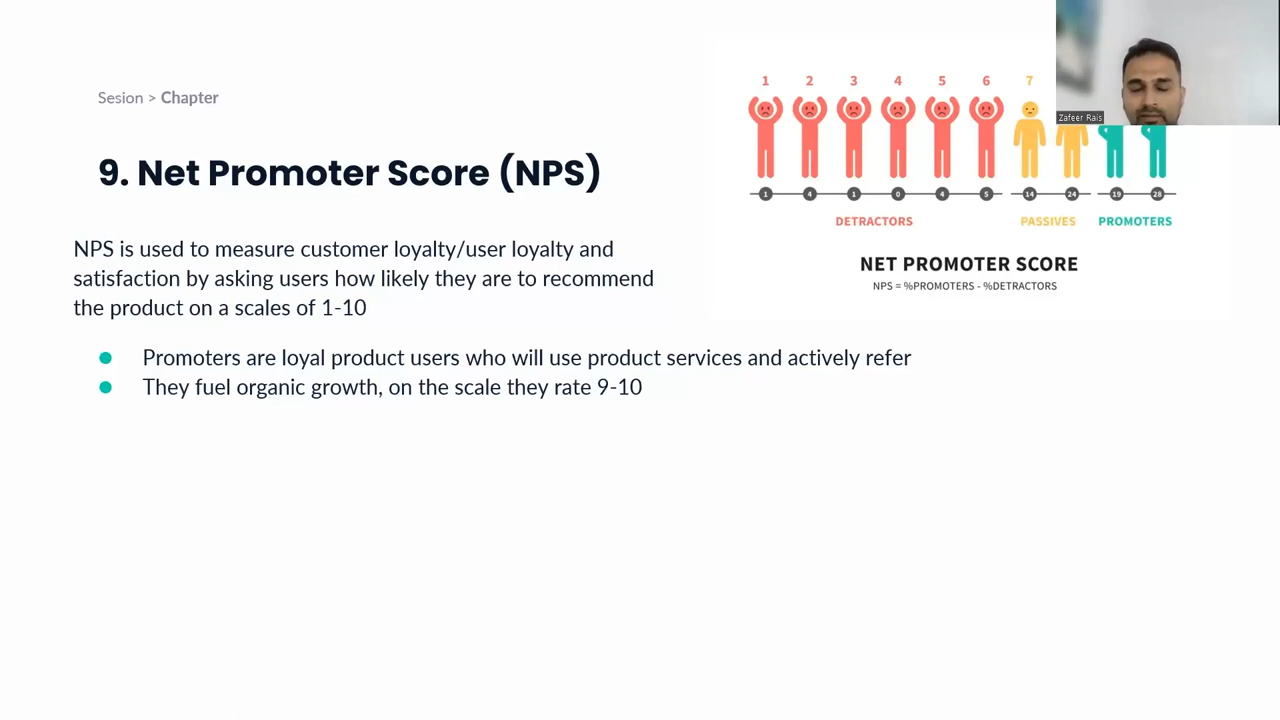 Sesion > Chapter
9. Net Promoter Score (NPS)
NPS is used to measure customer loyalty/user loyalty and
satisfaction by asking users how likely they are to recommend
the product on a scales of 1-10
Promoters are loyal product users who will use product services and actively refer
They fuel organic growth, on the scale they rate 9-10
1 2 3 4 5 6 7
Zafeer Rais
1 4 1 0 4 5 14 24 19 28
DETRACTORS PASSIVES PROMOTERS
NET PROMOTER SCORE
NPS = %PROMOTERS - %DETRACTORS